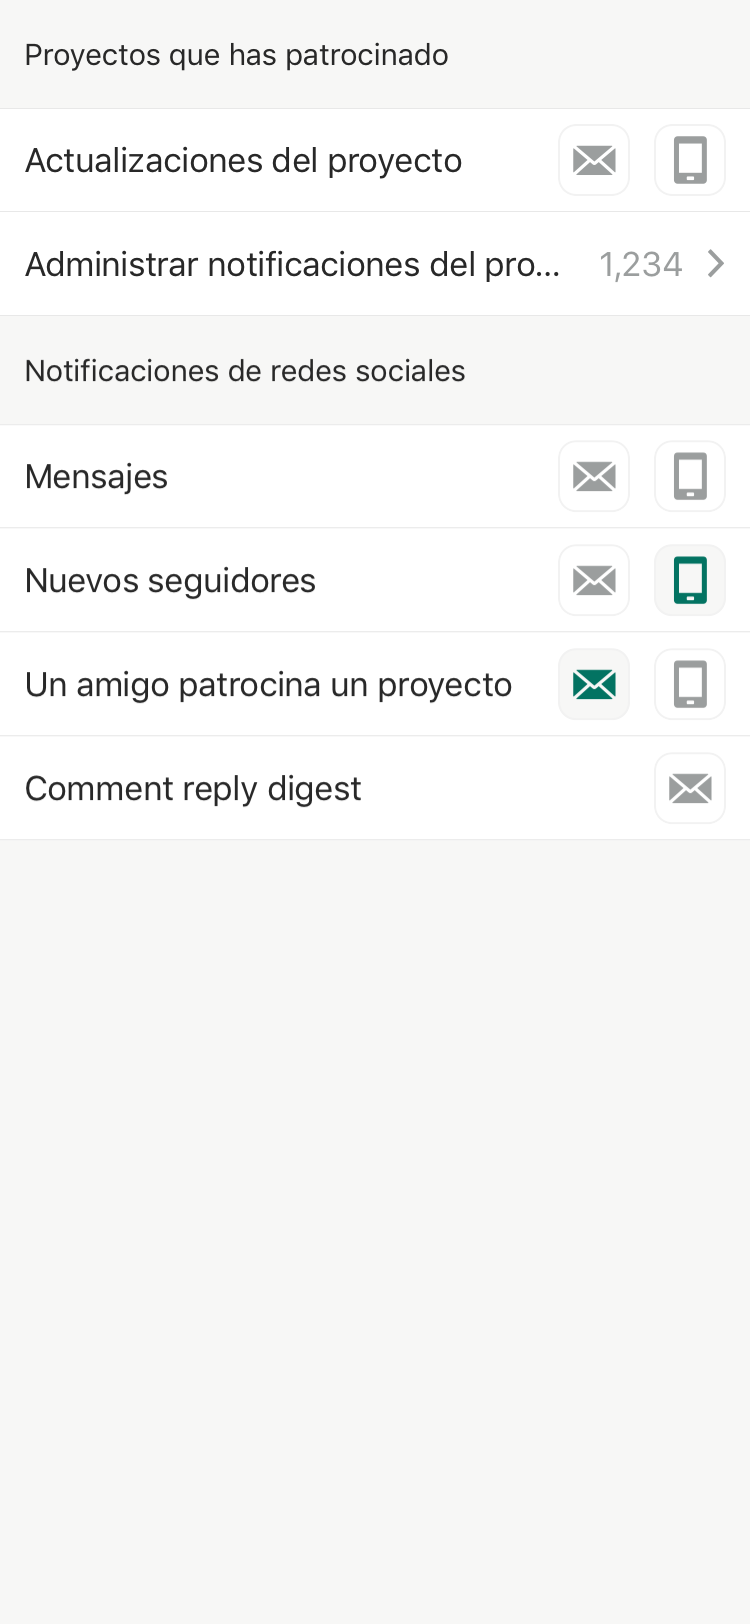 Proyectos que has patrocinado
Actualizaciones del proyecto
Administrar notificaciones del pro... 1,234
Notificaciones de redes sociales
Mensajes
Nuevos seguidores
Un amigo patrocina un proyecto
Comment reply digest